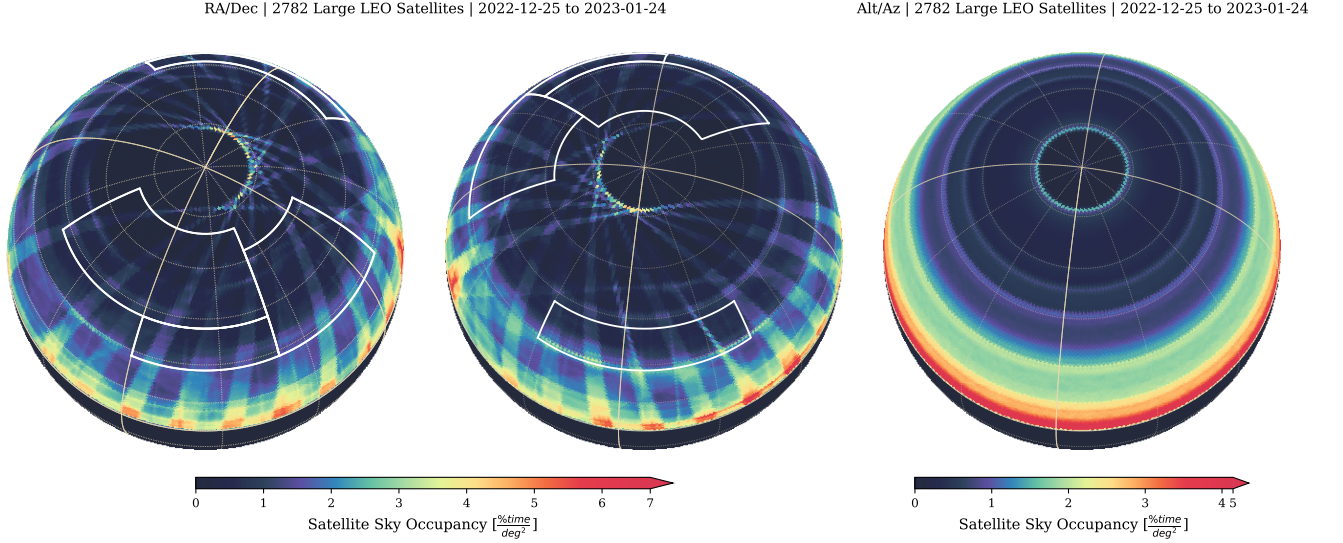 RA/Dec | 2782 Large LEO Satellites | 2022-12-25 to 2023-01-24
Alt/Az | 2782 Large LEO Satellites | 2022-12-25 to 2023-01-24
0 1 2 3 4 5 6 7
Satellite Sky Occupancy [%time/deg²]
0 1 2 3 4 5
Satellite Sky Occupancy [%time/deg²]